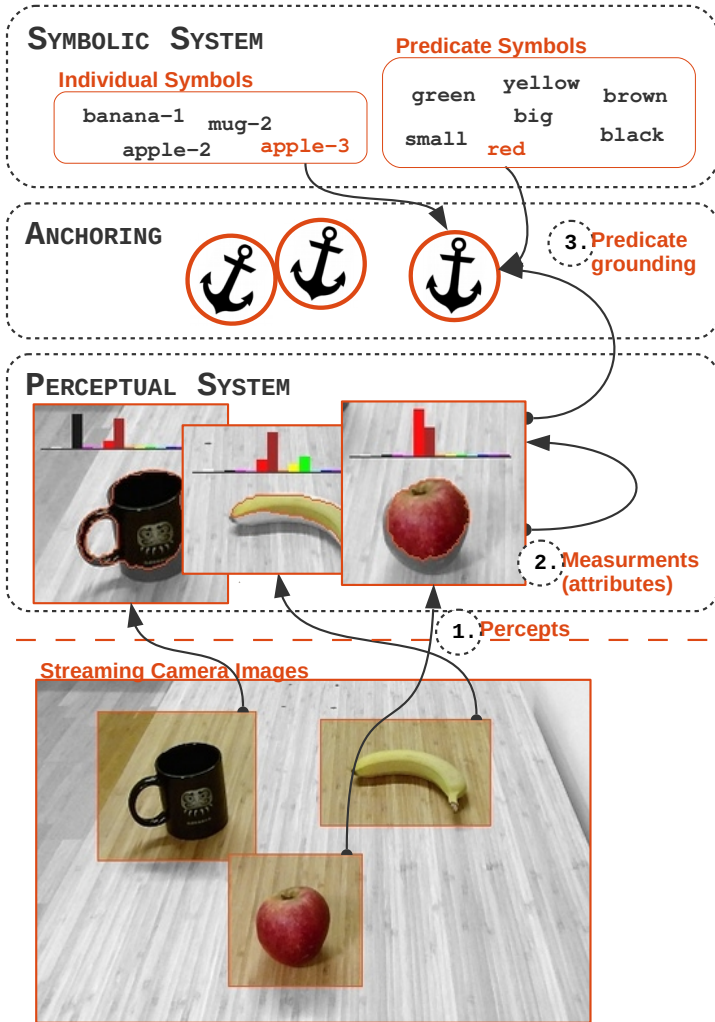 SYMBOLIC SYSTEM
Predicate Symbols
Individual Symbols
green yellow brown
banana-1 mug-2 big
small red black
apple-2 apple-3
ANCHORING
3. Predicate
grounding
PERCEPTUAL SYSTEM
2. Measurments
(attributes)
1. Percepts
Streaming Camera Images